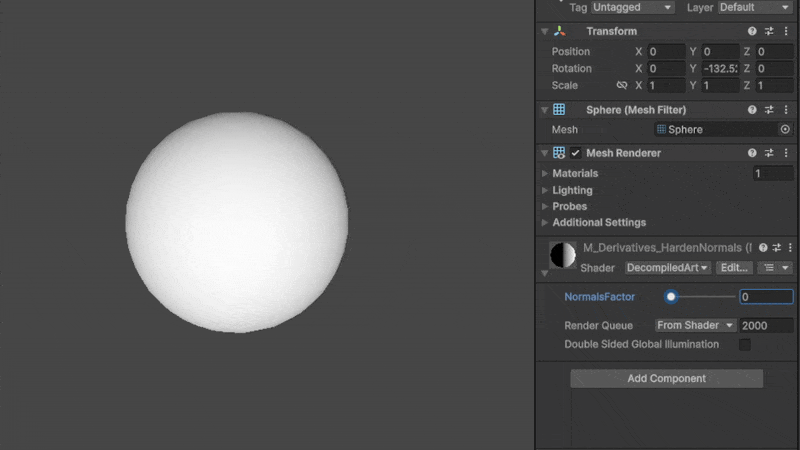 Tag Untagged Layer Default
Transform
Position X 0 Y 0 Z 0
Rotation X 0 Y -132.52 Z 0
Scale X 1 Y 1 Z 1
Sphere (Mesh Filter)
Mesh Sphere
Mesh Renderer
Materials 1
Lighting
Probes
Additional Settings
M_Derivatives_HardenNormals (
Shader DecompiledArt Edit...
NormalsFactor 0
Render Queue From Shader 2000
Double Sided Global Illumination
Add Component